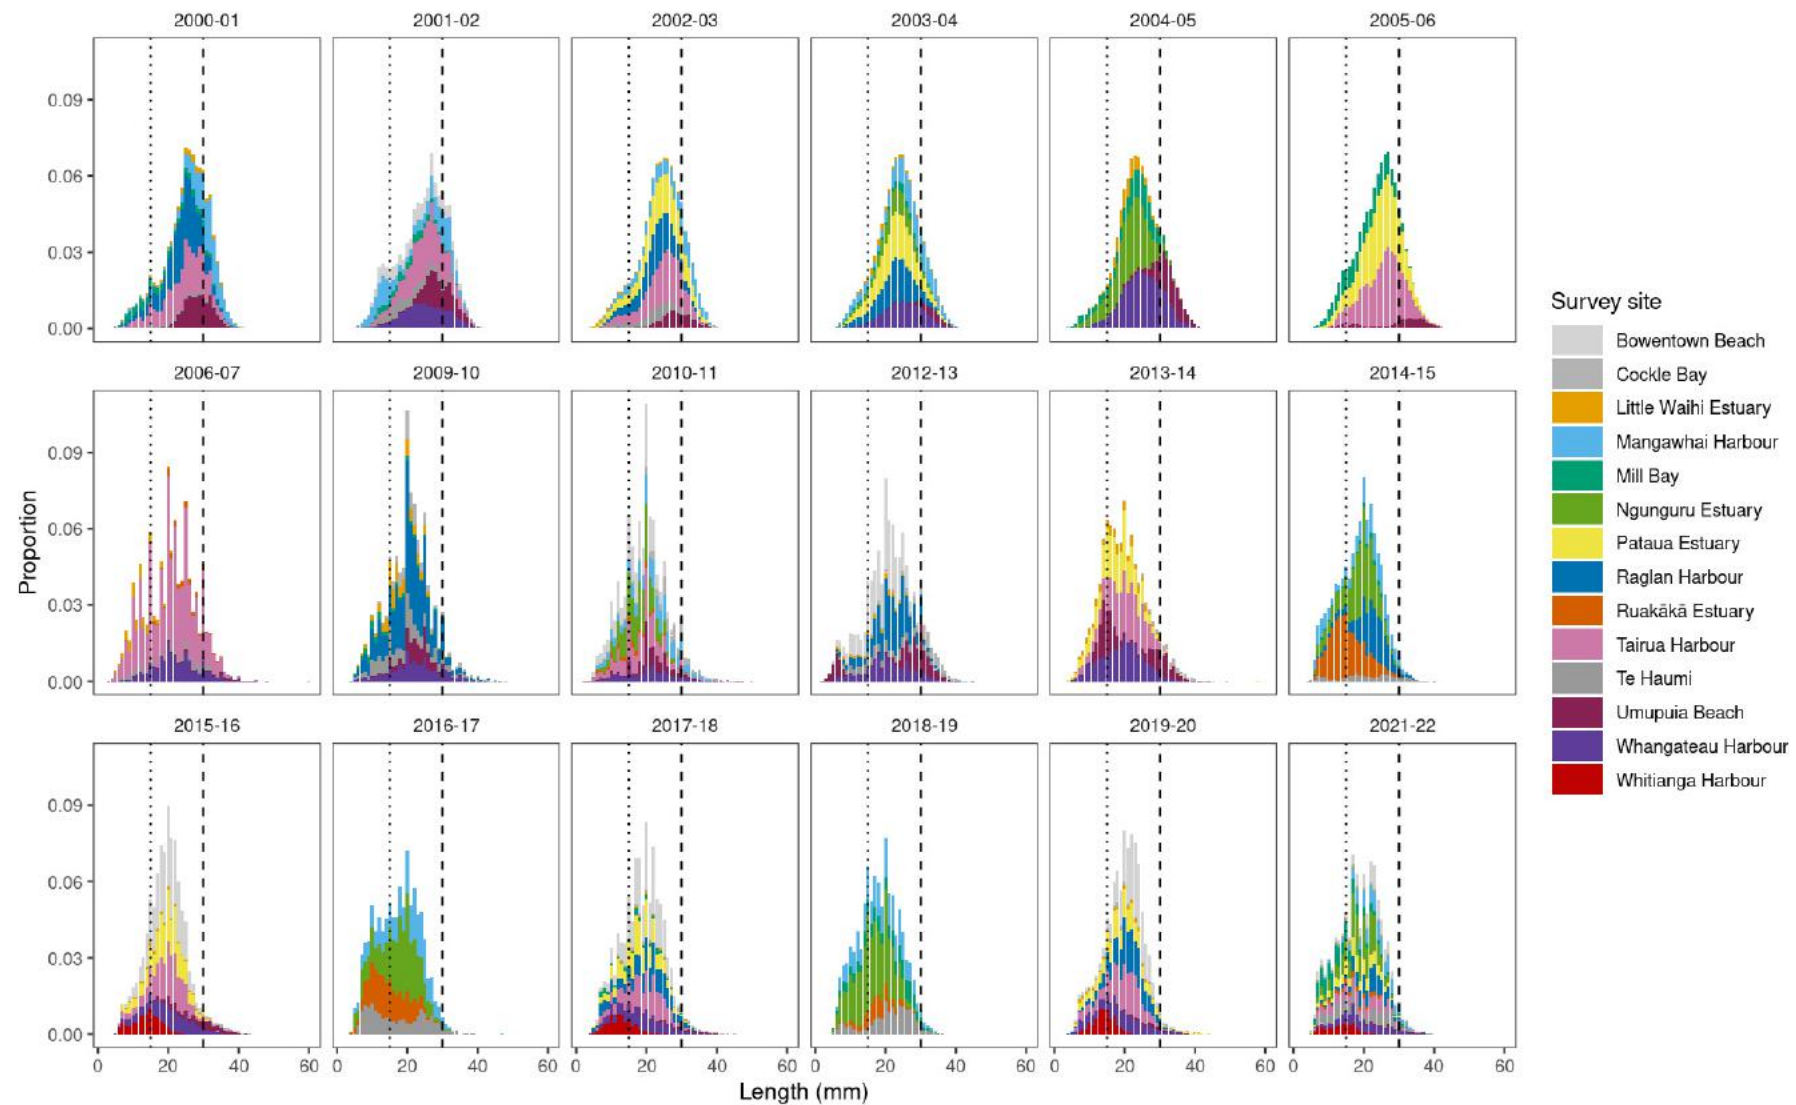 2000-01 2001-02 2002-03 2003-04 2004-05 2005-06
0.09
0.06
0.03
0.00
2006-07 2009-10 2010-11 2012-13 2013-14 2014-15
0.09
0.06
0.03
0.00
2015-16 2016-17 2017-18 2018-19 2019-20 2021-22
0.09
0.06
0.03
0.00
0 20 40 60 0 20 40 60 0 20 40 60 0 20 40 60 0 20 40 60 0 20 40 60
Proportion
Length (mm)
Survey site
Bowentown Beach
Cockle Bay
Little Waihi Estuary
Mangawhai Harbour
Mill Bay
Ngunguru Estuary
Pataua Estuary
Raglan Harbour
Ruakākā Estuary
Tairua Harbour
Te Haumi
Umupuia Beach
Whangateau Harbour
Whitianga Harbour